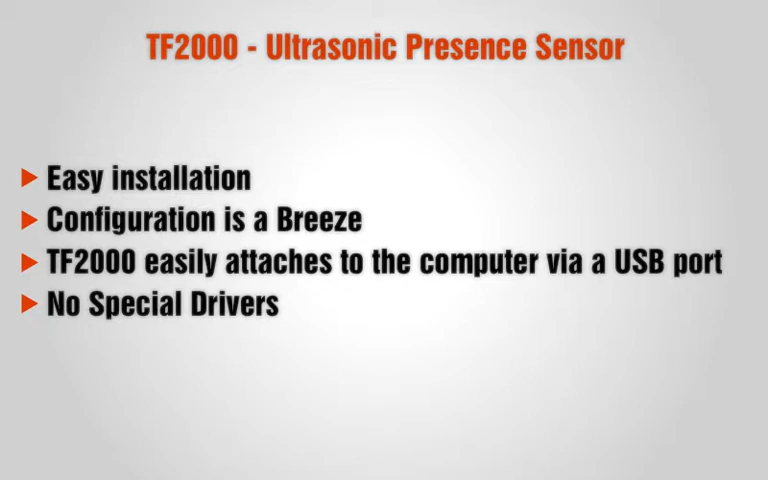 TF2000 - Ultrasonic Presence Sensor
Easy installation
Configuration is a Breeze
TF2000 easily attaches to the computer via a USB port
No Special Drivers